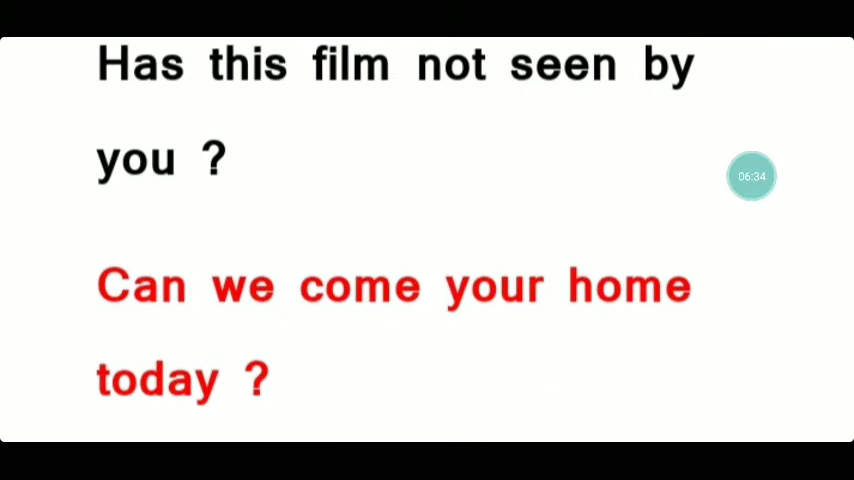 Has this film not seen by
you ?
06:34
Can we come your home
today ?